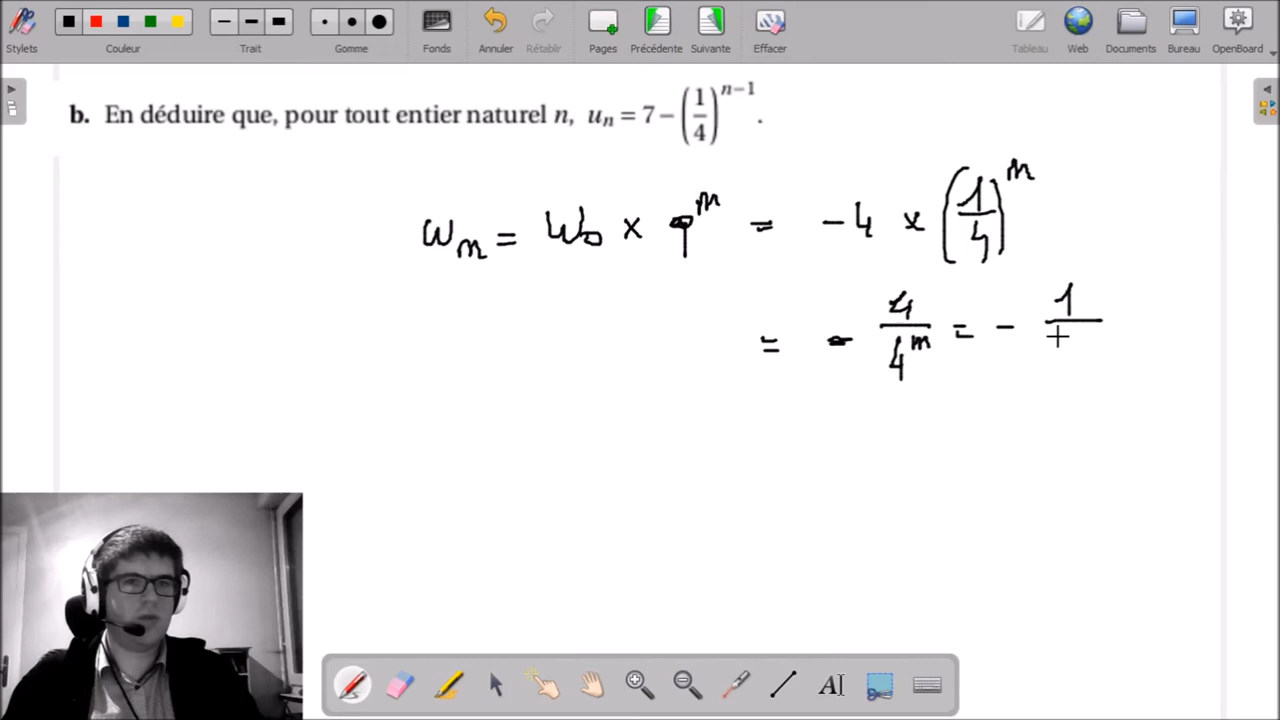 Stylets Couleur Trait Gomme Fonds Annuler Rétablir Pages Précédente Suivante Effacer Tableau Web Documents Bureau OpenBoard
b. En déduire que, pour tout entier naturel n, uₙ = 7 − (1/4)ⁿ⁻¹.
wₙ = w₀ × qⁿ = −4 × (1/4)ⁿ
= − 4/4ⁿ = − 1/
AI